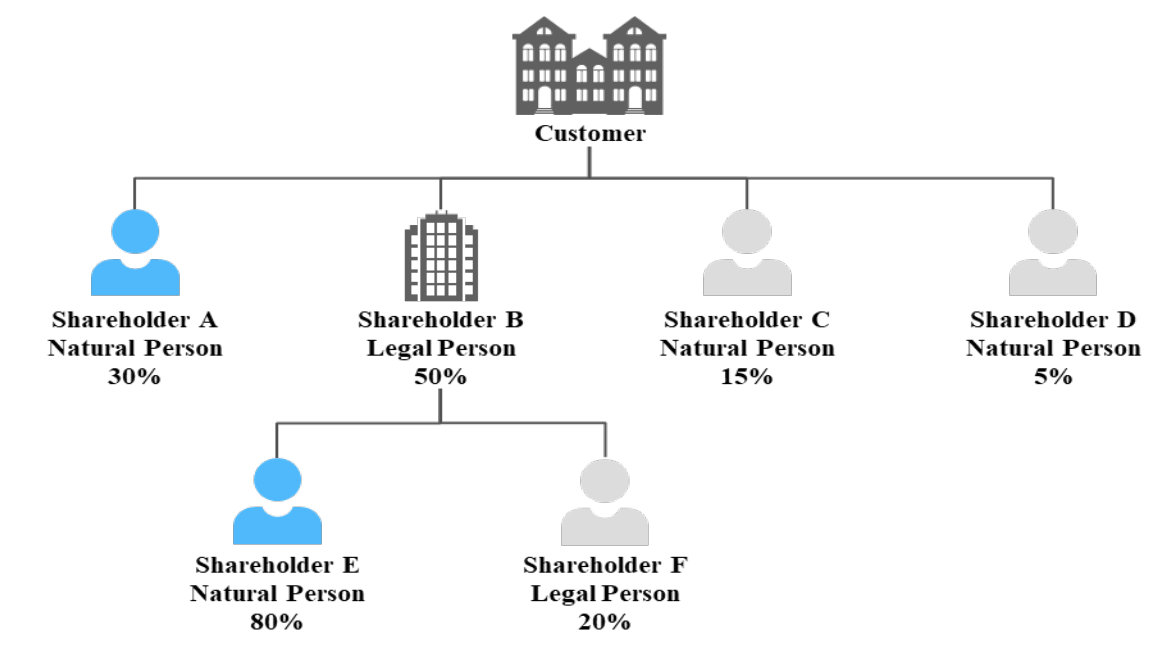 Customer
Shareholder A
Natural Person
30%
Shareholder B
Legal Person
50%
Shareholder C
Natural Person
15%
Shareholder D
Natural Person
5%
Shareholder E
Natural Person
80%
Shareholder F
Legal Person
20%